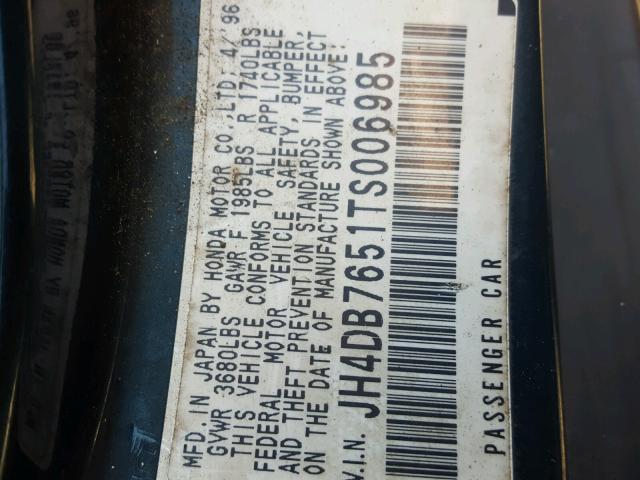 MFD. IN JAPAN BY HONDA MOTOR CO., LTD; 4/ '96
GVWR 3680LBS GAWR F 1985LBS R 1740LBS
THIS VEHICLE CONFORMS TO ALL APPLICABLE
FEDERAL MOTOR VEHICLE SAFETY, BUMPER,
AND THEFT PREVENTION STANDARDS IN EFFECT
ON THE DATE OF MANUFACTURE SHOWN ABOVE:
V.I.N. JH4DB7651TS006985
PASSENGER CAR